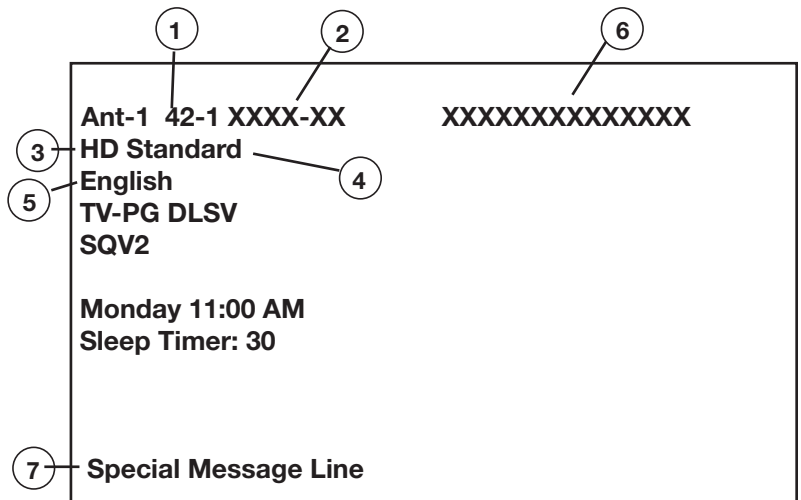 1 2 6
Ant-1 42-1 XXXX-XX XXXXXXXXXXXXXX
3 HD Standard
4
English
5
TV-PG DLSV
SQV2
Monday 11:00 AM
Sleep Timer: 30
7 Special Message Line